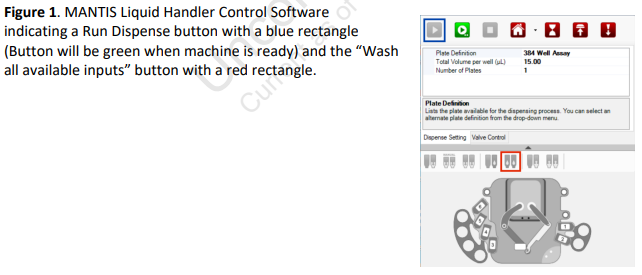 Figure 1. MANTIS Liquid Handler Control Software
indicating a Run Dispense button with a blue rectangle
(Button will be green when machine is ready) and the “Wash
all available inputs” button with a red rectangle.
Plate Definition 384 Well Assay
Total Volume per well (uL) 15.00
Number of Plates 1
Plate Definition
Lists the plate available for the dispensing process. You can select an
alternate plate definition from the drop-down menu.
Dispense Setting Valve Control